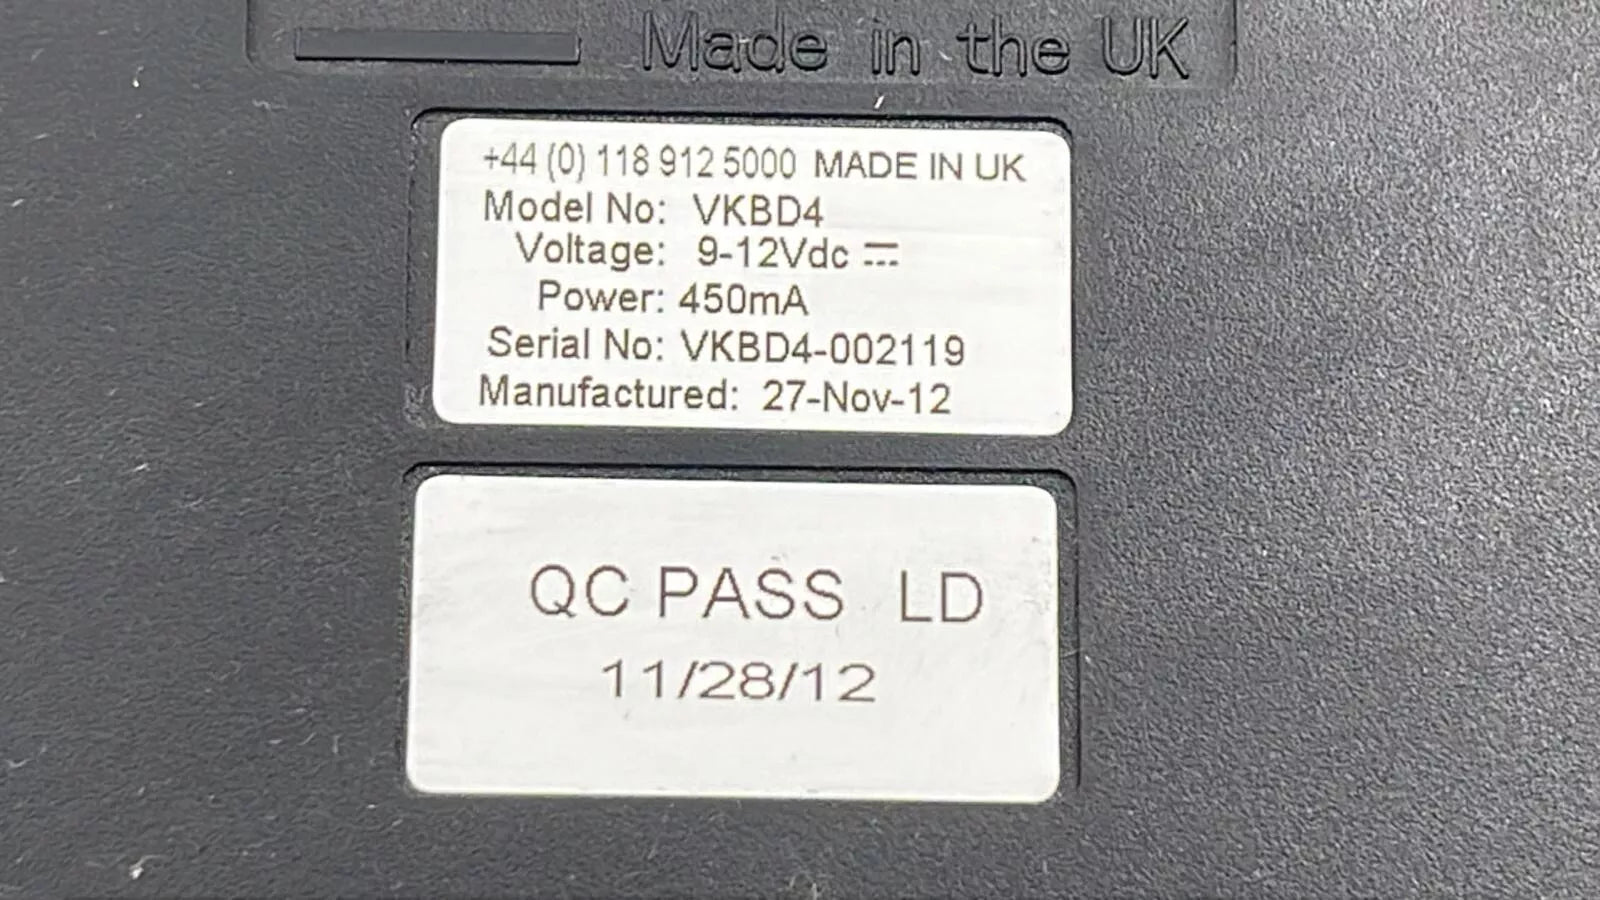 Made in the UK
+44 (0) 118 912 5000 MADE IN UK
Model No: VKBD4
Voltage: 9-12Vdc ⎓
Power: 450mA
Serial No: VKBD4-002119
Manufactured: 27-Nov-12
QC PASS LD
11/28/12